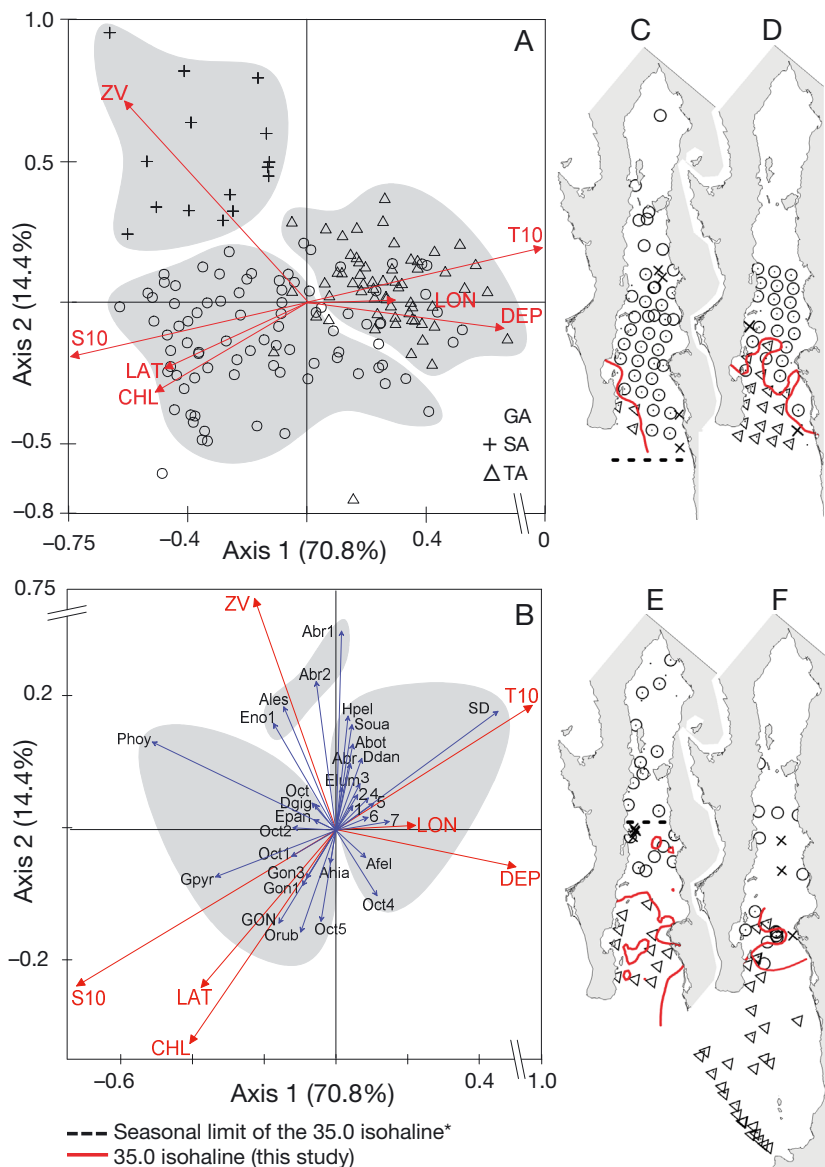 A
1.0
0.5
0
−0.5
−0.8
Axis 2 (14.4%)
ZV
T10
LON
DEP
S10
LAT
CHL
GA
SA
TA
−0.75
−0.4
0.4
0
Axis 1 (70.8%)
C
D
B
0.75
0.2
0
−0.2
Axis 2 (14.4%)
ZV
Abr1
Abr2
Ales
Eno1
Hpel
Soua
SD
T10
Phoy
Abot
Abr
Ddan
Elum
3
Oct
Dgig
2
4
5
1
Epan
6
7
LON
Oct2
Oct1
Afel
DEP
Gpyr
Gon3
Ahia
Gon1
Oct4
GON
Orub
Oct5
S10
LAT
CHL
−0.6
0.4
1.0
Axis 1 (70.8%)
E
F
Seasonal limit of the 35.0 isohaline*
35.0 isohaline (this study)